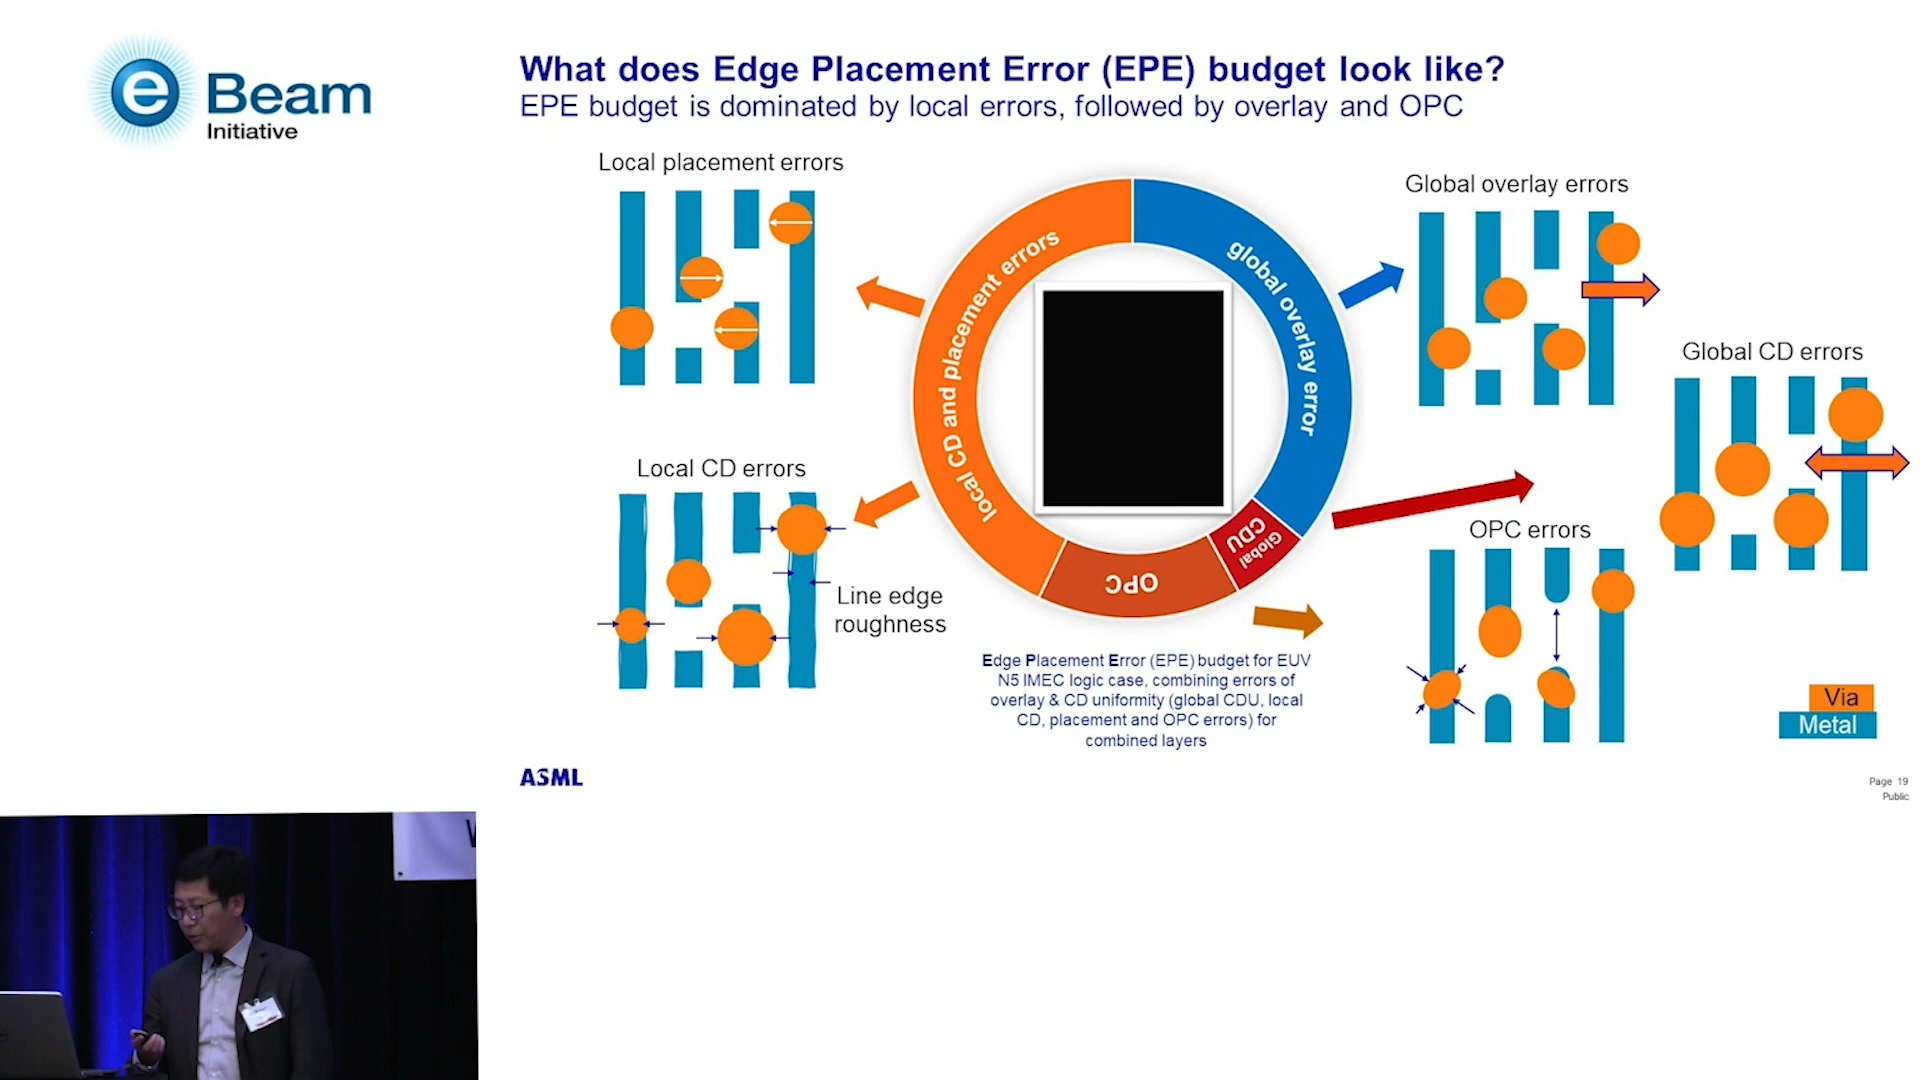 e Beam
Initiative
What does Edge Placement Error (EPE) budget look like?
EPE budget is dominated by local errors, followed by overlay and OPC
Local placement errors
Global overlay errors
Global CD errors
local CD and placement errors
global overlay error
Global
CDU
OPC
Local CD errors
Line edge
roughness
OPC errors
Edge Placement Error (EPE) budget for EUV
N5 IMEC logic case, combining errors of
overlay & CD uniformity (global CDU, local
CD, placement and OPC errors) for
combined layers
Via
Metal
ASML
Page 19
Public